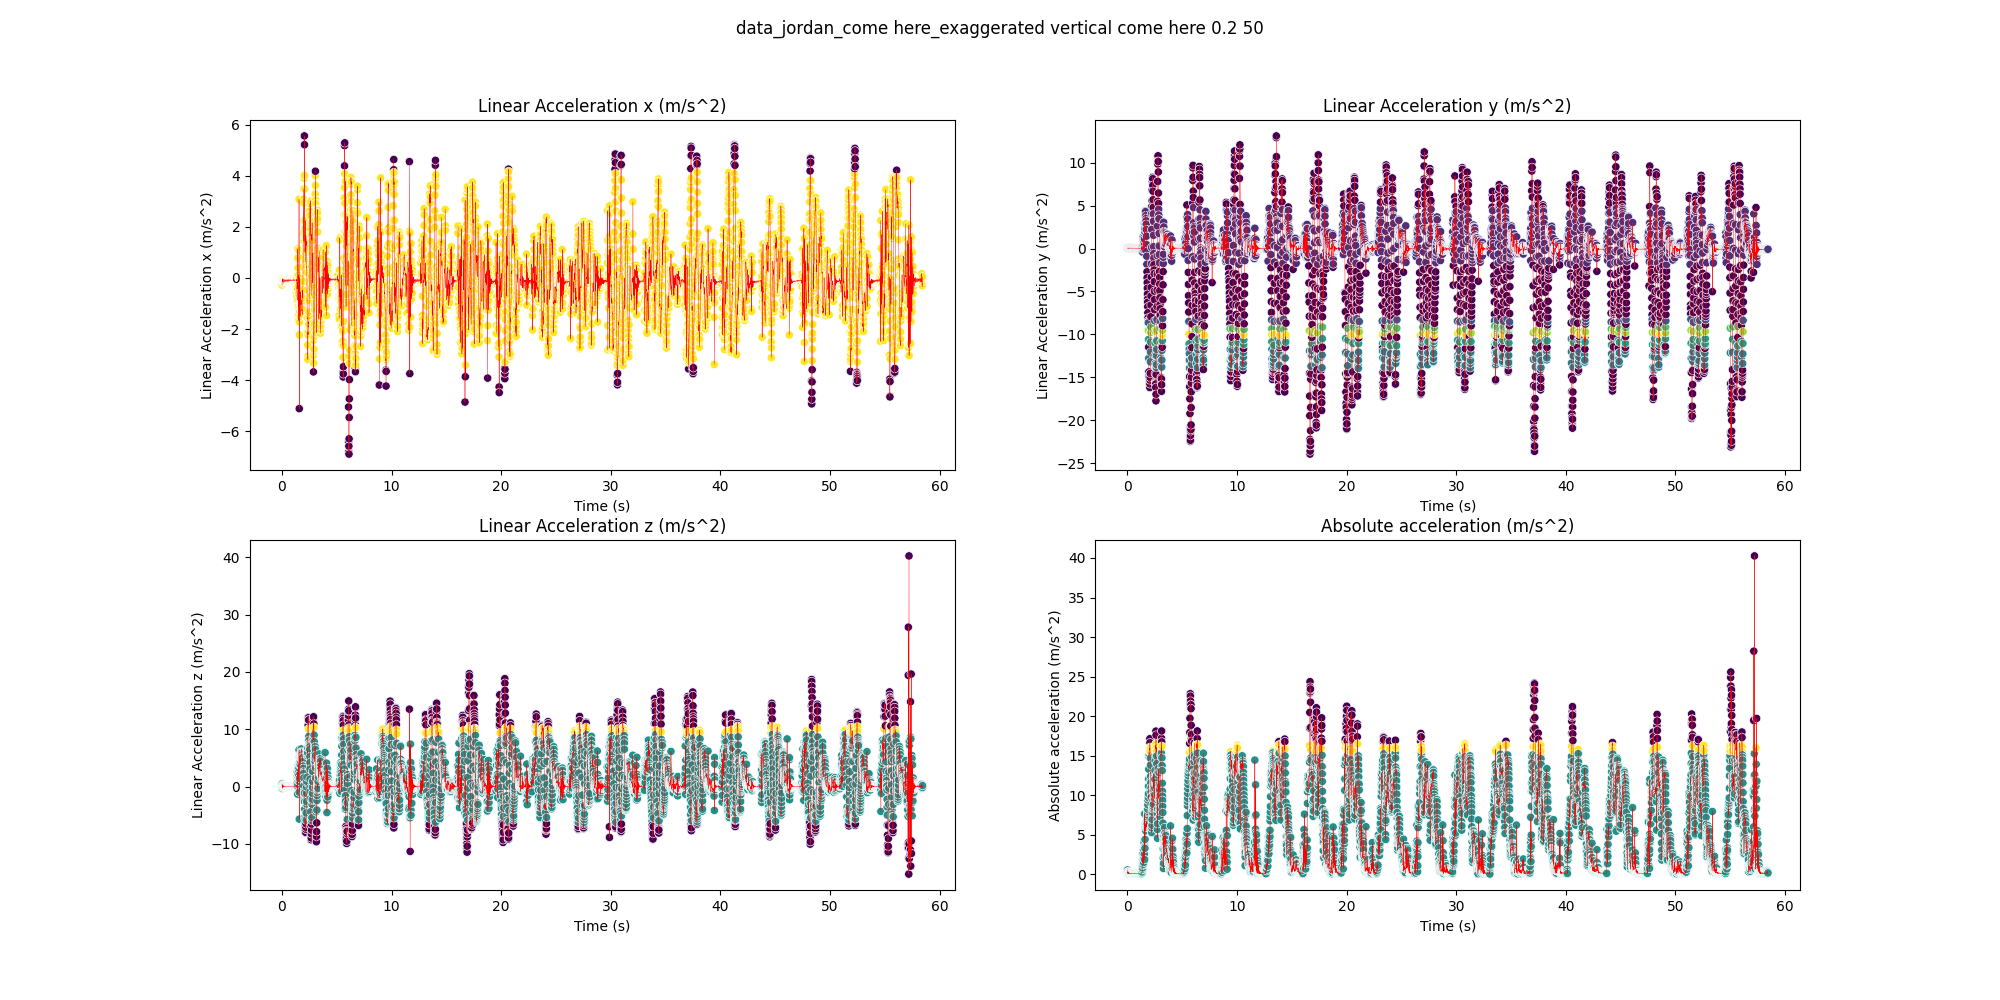 data_jordan_come here_exaggerated vertical come here 0.2 50
Linear Acceleration x (m/s^2)
Linear Acceleration x (m/s^2)
6
4
2
0
−2
−4
−6
0 10 20 30 40 50 60
Time (s)
Linear Acceleration y (m/s^2)
Linear Acceleration y (m/s^2)
10
5
0
−5
−10
−15
−20
−25
0 10 20 30 40 50 60
Time (s)
Linear Acceleration z (m/s^2)
Linear Acceleration z (m/s^2)
40
30
20
10
0
−10
0 10 20 30 40 50 60
Time (s)
Absolute acceleration (m/s^2)
Absolute acceleration (m/s^2)
40
35
30
25
20
15
10
5
0
0 10 20 30 40 50 60
Time (s)